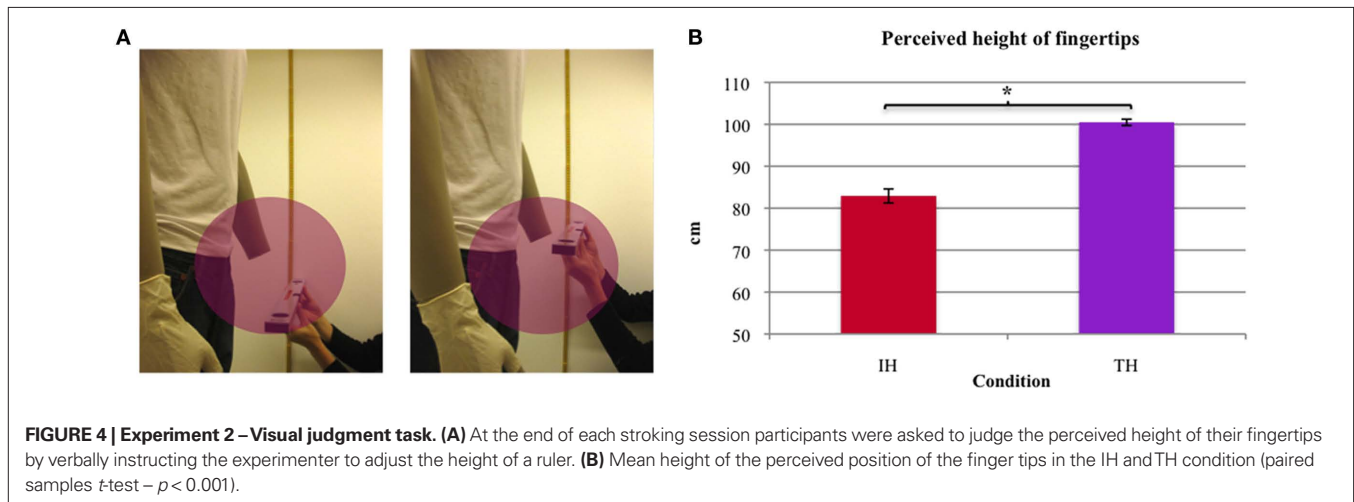 A
B
Perceived height of fingertips
110
100
90
80
70
60
50
cm
*
IH
TH
Condition
FIGURE 4 | Experiment 2 – Visual judgment task. (A) At the end of each stroking session participants were asked to judge the perceived height of their fingertips
by verbally instructing the experimenter to adjust the height of a ruler. (B) Mean height of the perceived position of the finger tips in the IH and TH condition (paired
samples t-test – p < 0.001).